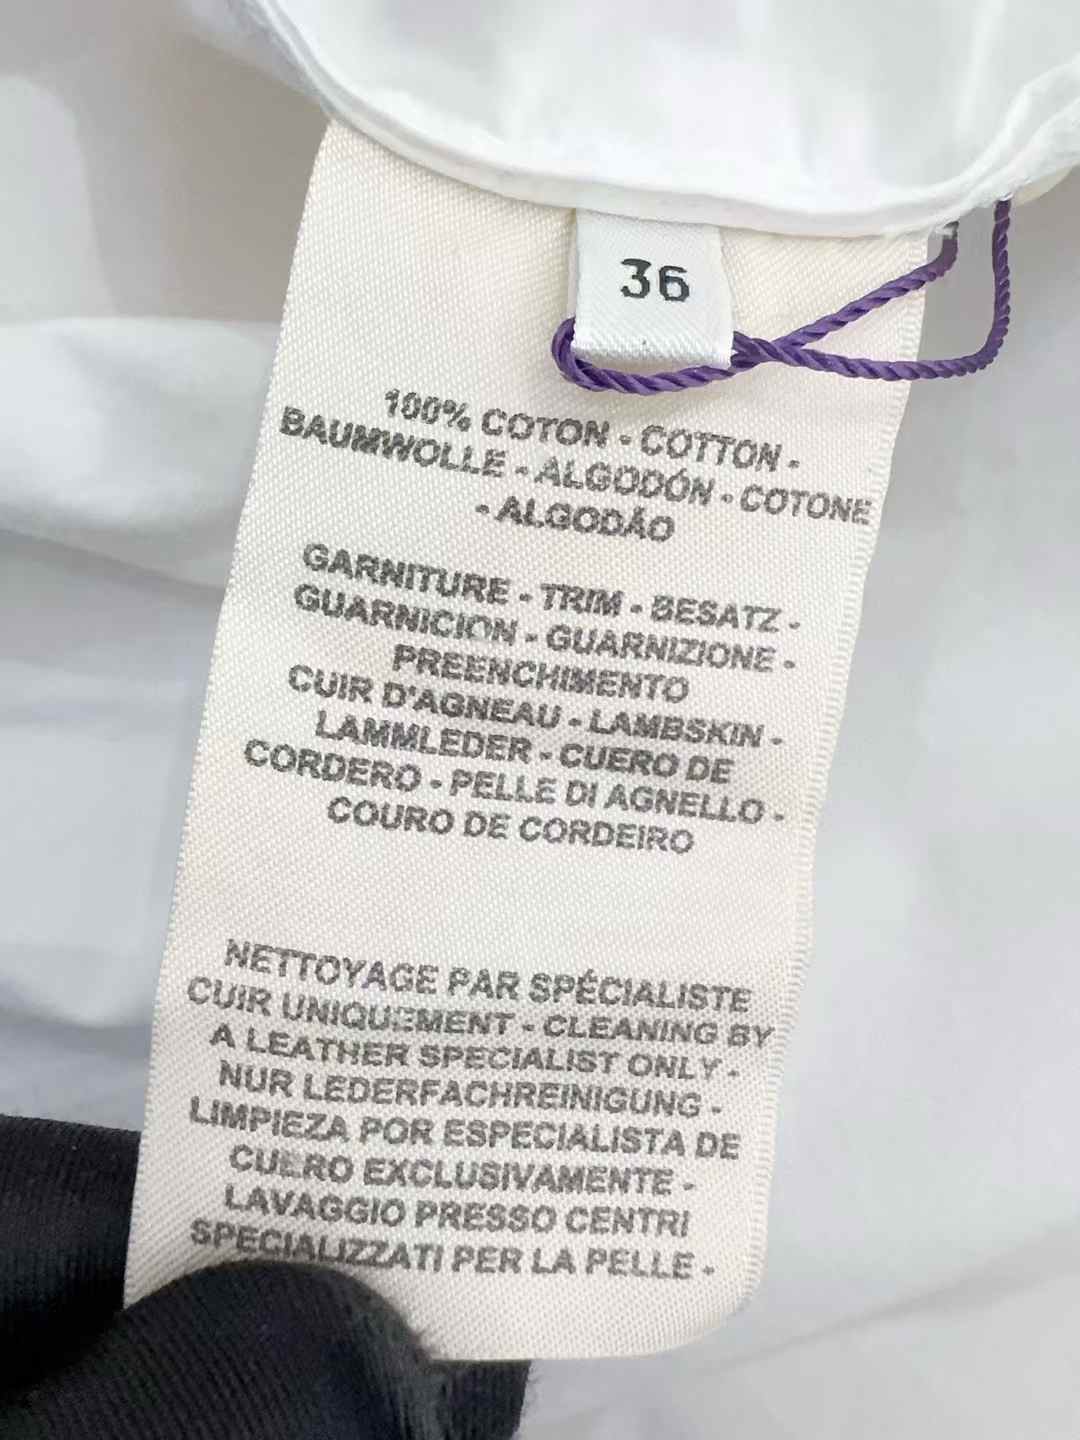 36
100% COTON - COTTON -
BAUMWOLLE - ALGODÓN - COTONE
- ALGODÃO
GARNITURE - TRIM - BESATZ -
GUARNICION - GUARNIZIONE -
PREENCHIMENTO
CUIR D'AGNEAU - LAMBSKIN -
LAMMLEDER - CUERO DE
CORDERO - PELLE DI AGNELLO -
COURO DE CORDEIRO
NETTOYAGE PAR SPÉCIALISTE
CUIR UNIQUEMENT - CLEANING BY
A LEATHER SPECIALIST ONLY -
NUR LEDERFACHREINIGUNG -
LIMPIEZA POR ESPECIALISTA DE
CUERO EXCLUSIVAMENTE -
LAVAGGIO PRESSO CENTRI
SPECIALIZZATI PER LA PELLE -